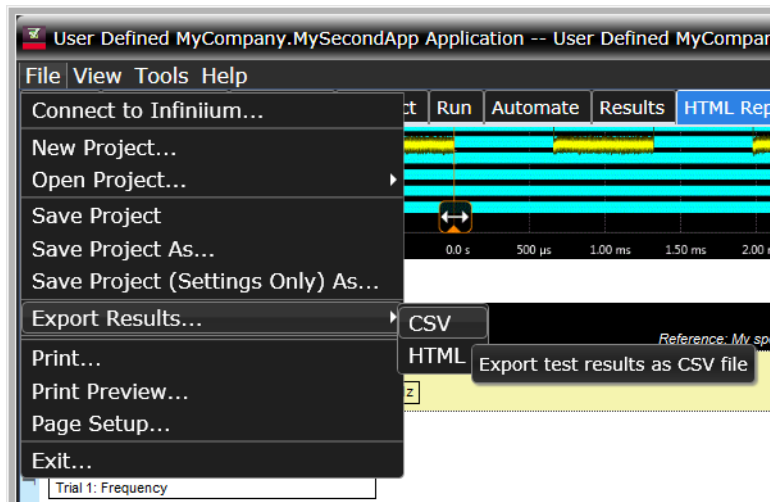 User Defined MyCompany.MySecondApp Application -- User Defined MyCompan
File View Tools Help
ct Run Automate Results HTML Rep
Connect to Infiniium...
New Project...
Open Project...
Save Project
Save Project As...
0.0 s 500 µs 1.00 ms 1.50 ms 2.00
Save Project (Settings Only) As...
Export Results...
CSV
Reference: My spe
HTML
Export test results as CSV file
Print...
Print Preview...
z
Page Setup...
Exit...
Trial 1: Frequency